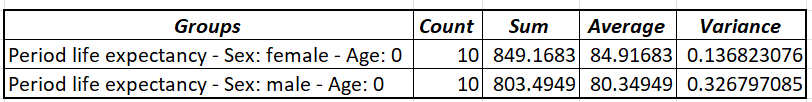 Groups Count Sum Average Variance
Period life expectancy - Sex: female - Age: 0 10 849.1683 84.91683 0.136823076
Period life expectancy - Sex: male - Age: 0 10 803.4949 80.34949 0.326797085